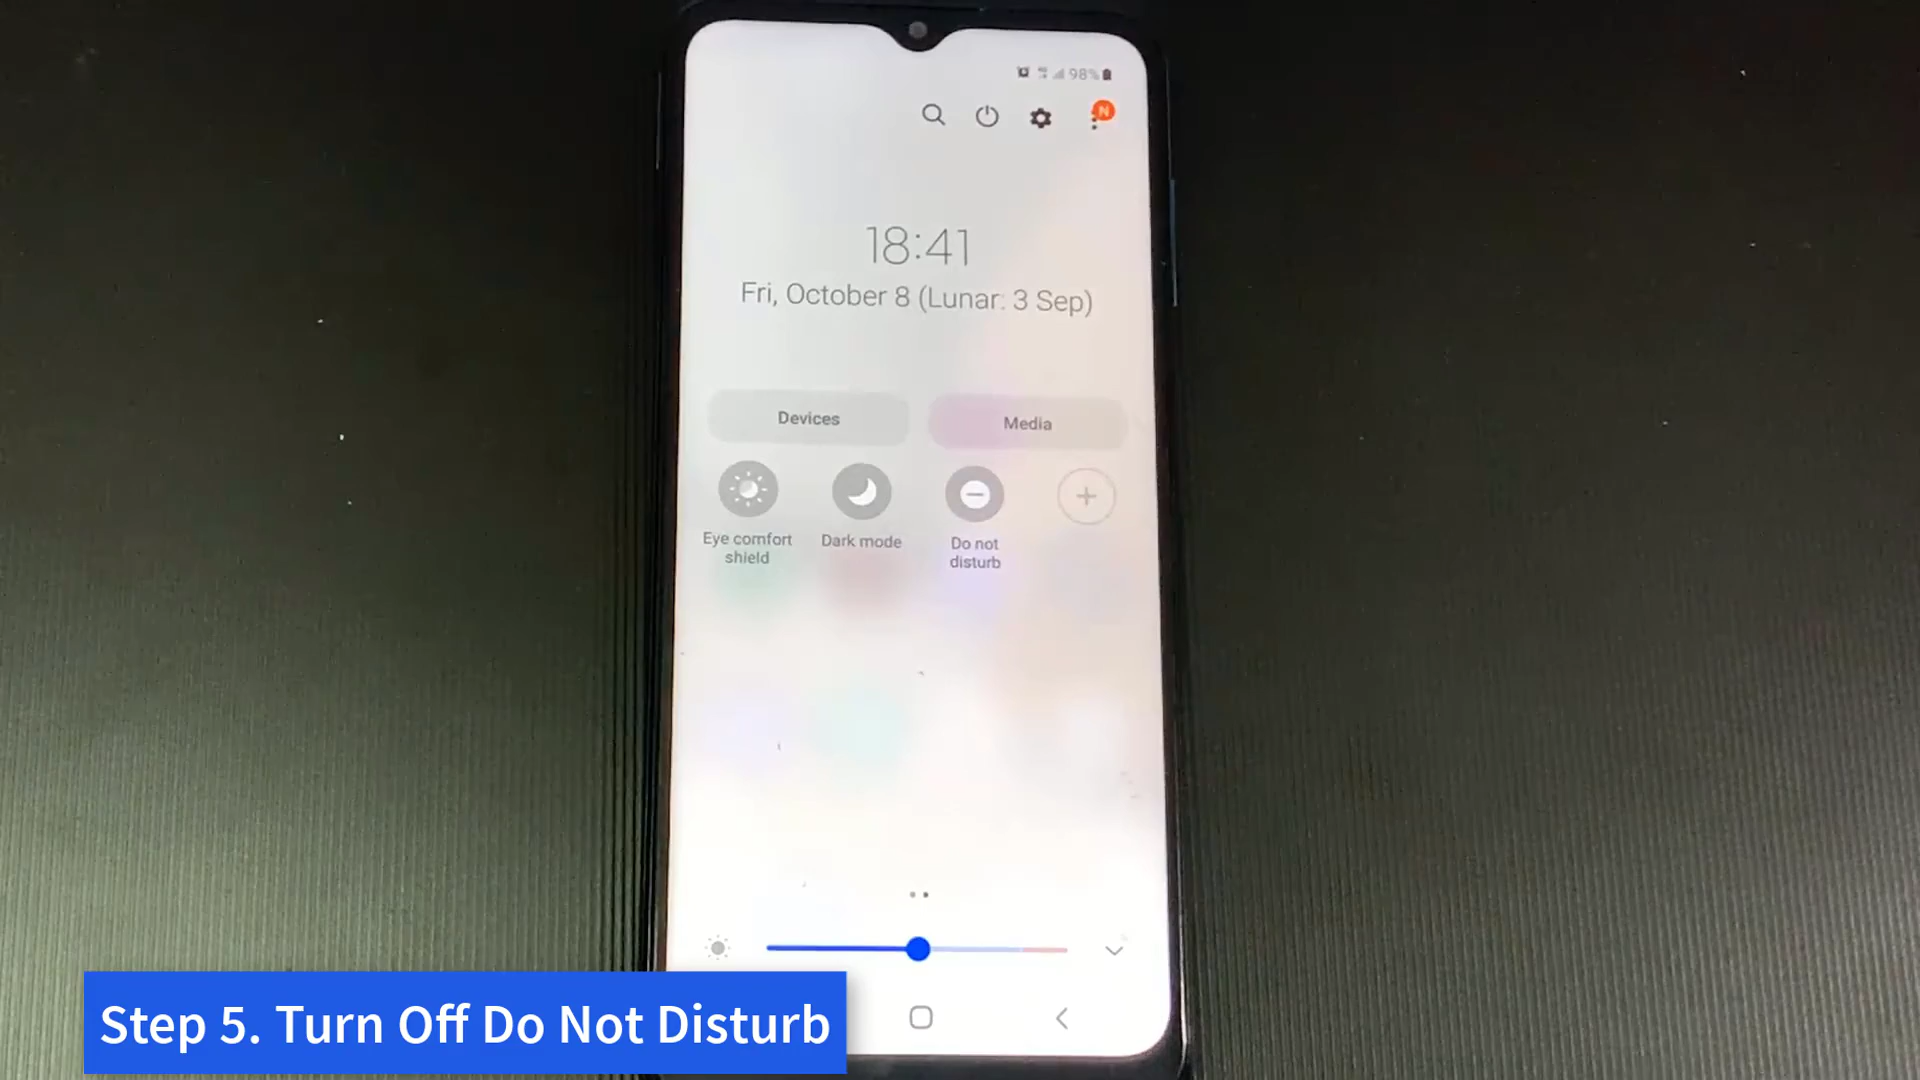 98%
N
18:41
Fri, October 8 (Lunar: 3 Sep)
Devices
Media
Eye comfort
shield
Dark mode
Do not
disturb
Step 5. Turn Off Do Not Disturb